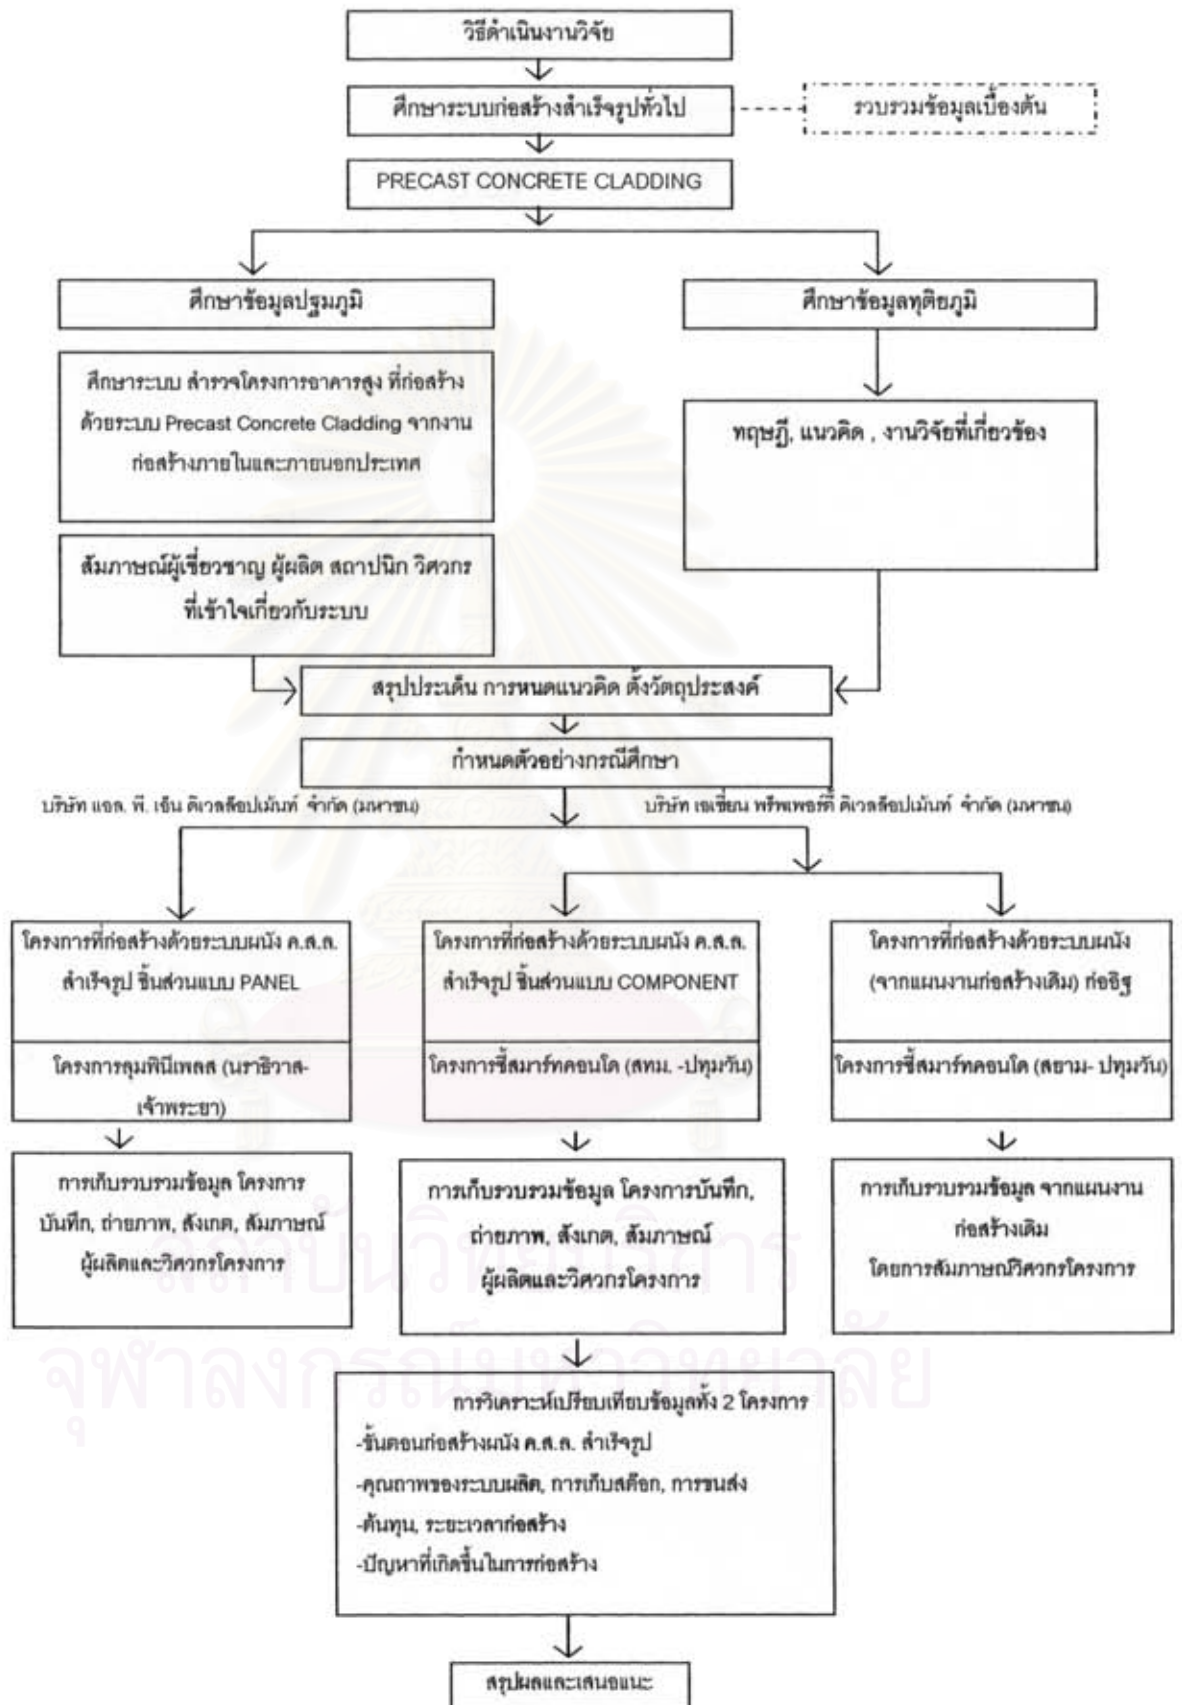 วิธีดำเนินงานวิจัย
ศึกษาระบบก่อสร้างสำเร็จรูปทั่วไป
รวบรวมข้อมูลเบื้องต้น
PRECAST CONCRETE CLADDING
ศึกษาข้อมูลปฐมภูมิ
ศึกษาข้อมูลทุติยภูมิ
ศึกษาระบบ สำรวจโครงการอาคารสูง ที่ก่อสร้าง
ด้วยระบบ Precast Concrete Cladding จากงาน
ก่อสร้างภายในและภายนอกประเทศ
ทฤษฎี, แนวคิด , งานวิจัยที่เกี่ยวข้อง
สัมภาษณ์ผู้เชี่ยวชาญ ผู้ผลิต สถาปนิก วิศวกร
ที่เข้าใจเกี่ยวกับระบบ
สรุปประเด็น การหนดแนวคิด ตั้งวัตถุประสงค์
กำหนดตัวอย่างกรณีศึกษา
บริษัท แอล. พี. เอ็น ดิเวลล็อปเม้นท์ จำกัด (มหาชน)
บริษัท เอเชี่ยน พร็พเพอร์ตี้ ดิเวลล็อปเม้นท์ จำกัด (มหาชน)
โครงการที่ก่อสร้างด้วยระบบผนัง ค.ส.ล.
สำเร็จรูป ชิ้นส่วนแบบ PANEL
โครงการลุมพินีเพลส (นราธิวาส-
เจ้าพระยา)
โครงการที่ก่อสร้างด้วยระบบผนัง ค.ส.ล.
สำเร็จรูป ชิ้นส่วนแบบ COMPONENT
โครงการซี้สมาร์ทคอนโด (สทม. -ปทุมวัน)
โครงการที่ก่อสร้างด้วยระบบผนัง
(จากแผนงานก่อสร้างเดิม) ก่ออิฐ
โครงการซี้สมาร์ทคอนโด (สยาม- ปทุมวัน)
การเก็บรวบรวมข้อมูล โครงการ
บันทึก, ถ่ายภาพ, สังเกต, สัมภาษณ์
ผู้ผลิตและวิศวกรโครงการ
การเก็บรวบรวมข้อมูล โครงการบันทึก,
ถ่ายภาพ, สังเกต, สัมภาษณ์
ผู้ผลิตและวิศวกรโครงการ
การเก็บรวบรวมข้อมูล จากแผนงาน
ก่อสร้างเดิม
โดยการสัมภาษณ์วิศวกรโครงการ
สถาบันวิทยบริการ
จุฬาลงกรณ์มหาวิทยาลัย
การวิเคราะห์เปรียบเทียบข้อมูลทั้ง 2 โครงการ
-ขั้นตอนก่อสร้างผนัง ค.ส.ล. สำเร็จรูป
-คุณถาพของระบบผลิต, การเก็บสต๊อก, การขนส่ง
-ต้นทุน, ระยะเวลาก่อสร้าง
-ปัญหาที่เกิดขึ้นในการก่อสร้าง
สรุปผลและเสนอแนะ